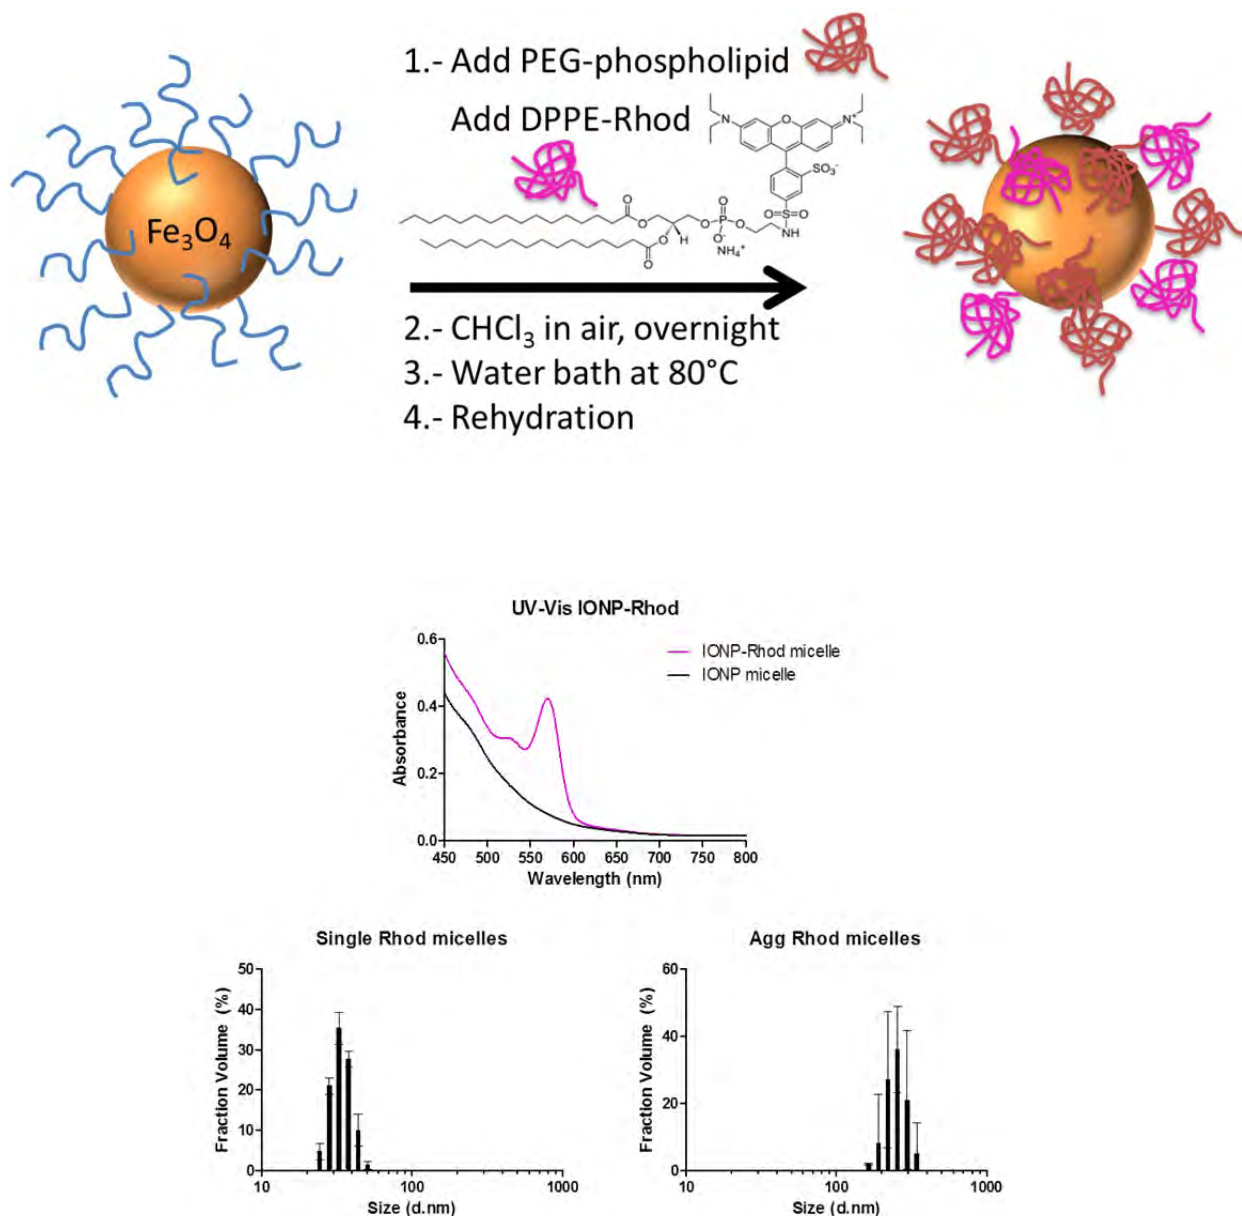 1.- Add PEG-phospholipid
Add DPPE-Rhod
Fe₃O₄
N
O
N⁺
SO₃⁻
O
O
P
O
O=S=O
O
O⁻
H
NH
O
O
NH₄⁺
2.- CHCl₃ in air, overnight
3.- Water bath at 80°C
4.- Rehydration
UV-Vis IONP-Rhod
IONP-Rhod micelle
IONP micelle
Absorbance
0.6
0.4
0.2
0.0
450 500 550 600 650 700 750 800
Wavelength (nm)
Single Rhod micelles
Fraction Volume (%)
50
40
30
20
10
0
10 100 1000
Size (d.nm)
Agg Rhod micelles
Fraction Volume (%)
60
40
20
0
10 100 1000
Size (d.nm)